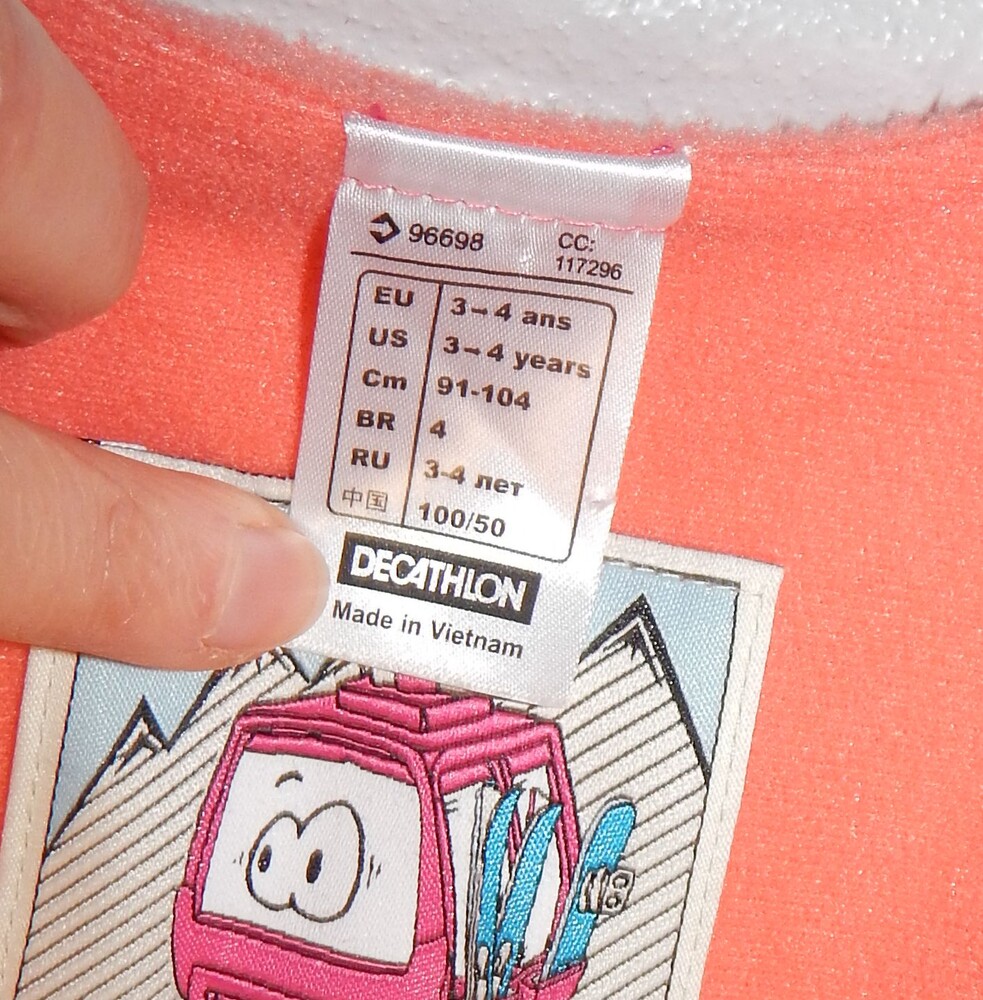 96698 CC: 117296
EU 3-4 ans
US 3-4 years
Cm 91-104
BR 4
RU 3-4 лет
中国 100/50
DECATHLON
Made in Vietnam